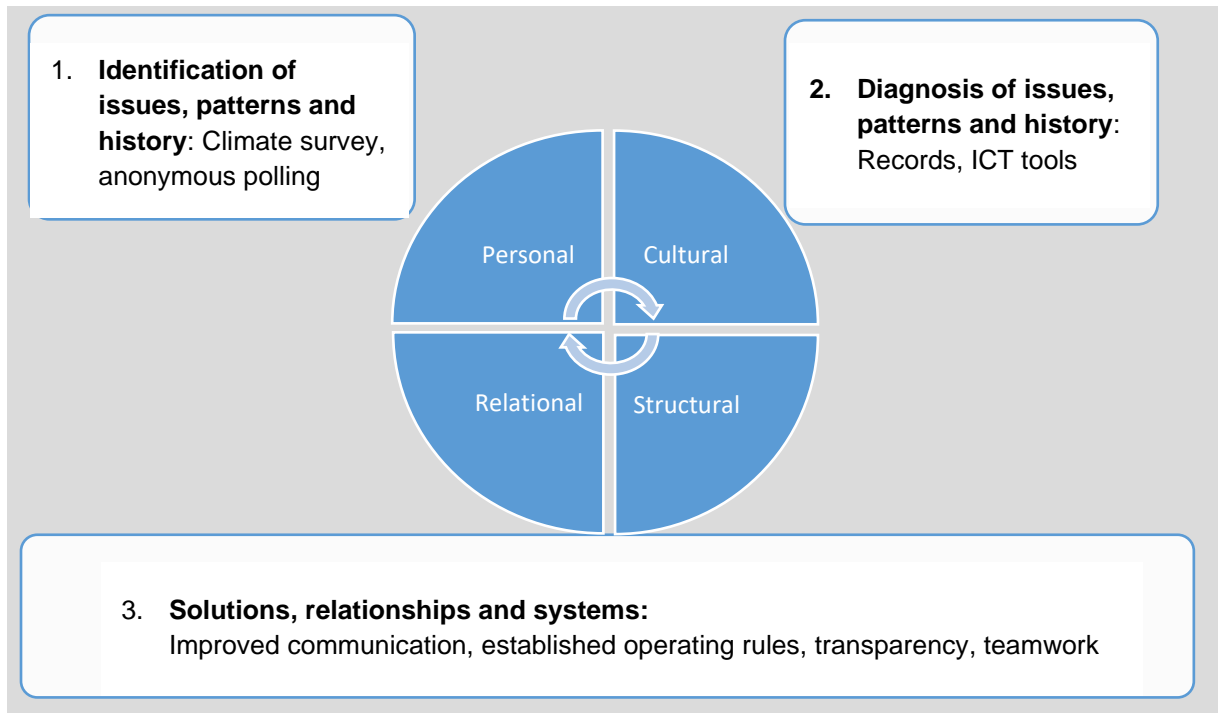 1. Identification of
issues, patterns and
history: Climate survey,
anonymous polling
2. Diagnosis of issues,
patterns and history:
Records, ICT tools
Personal
Cultural
Relational
Structural
3. Solutions, relationships and systems:
Improved communication, established operating rules, transparency, teamwork